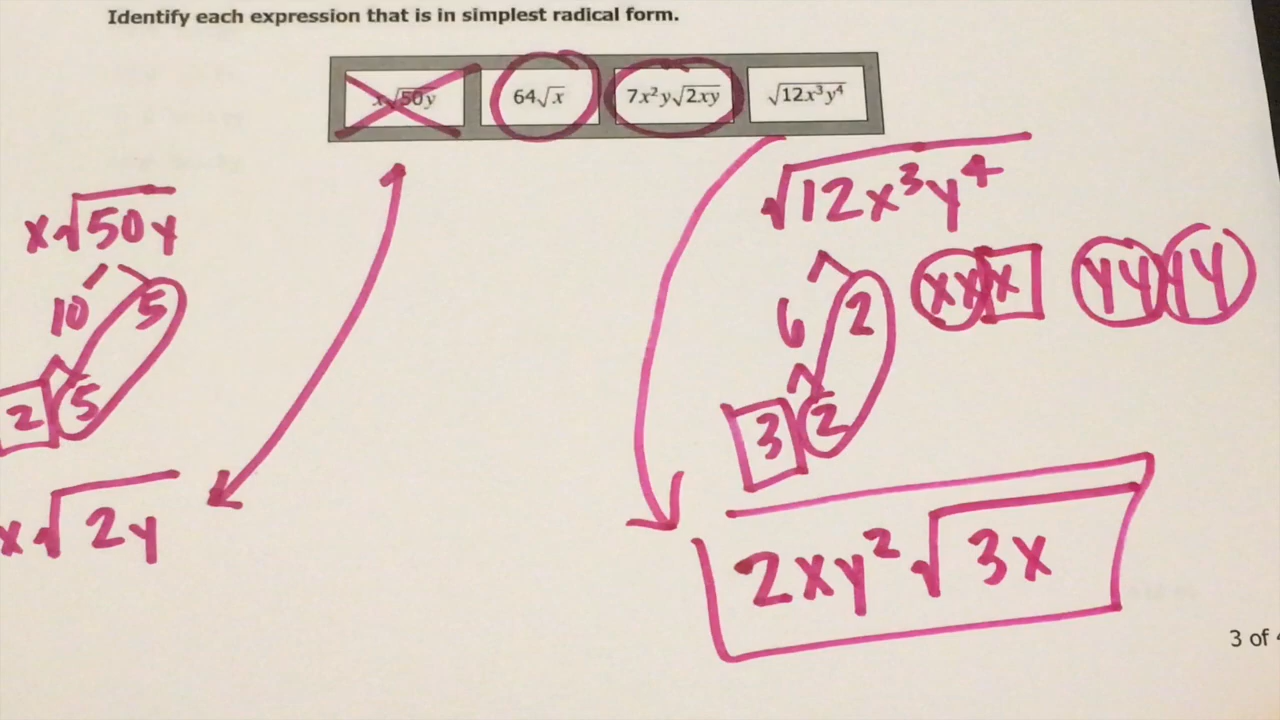 Identify each expression that is in simplest radical form.
x√50y 64√x 7x²y√2xy √12x³y⁴
x√50y
10 5
2 5
x√2y
√12x³y⁴
6 2 xx x yy yy
3 2
2xy²√3x
3 of